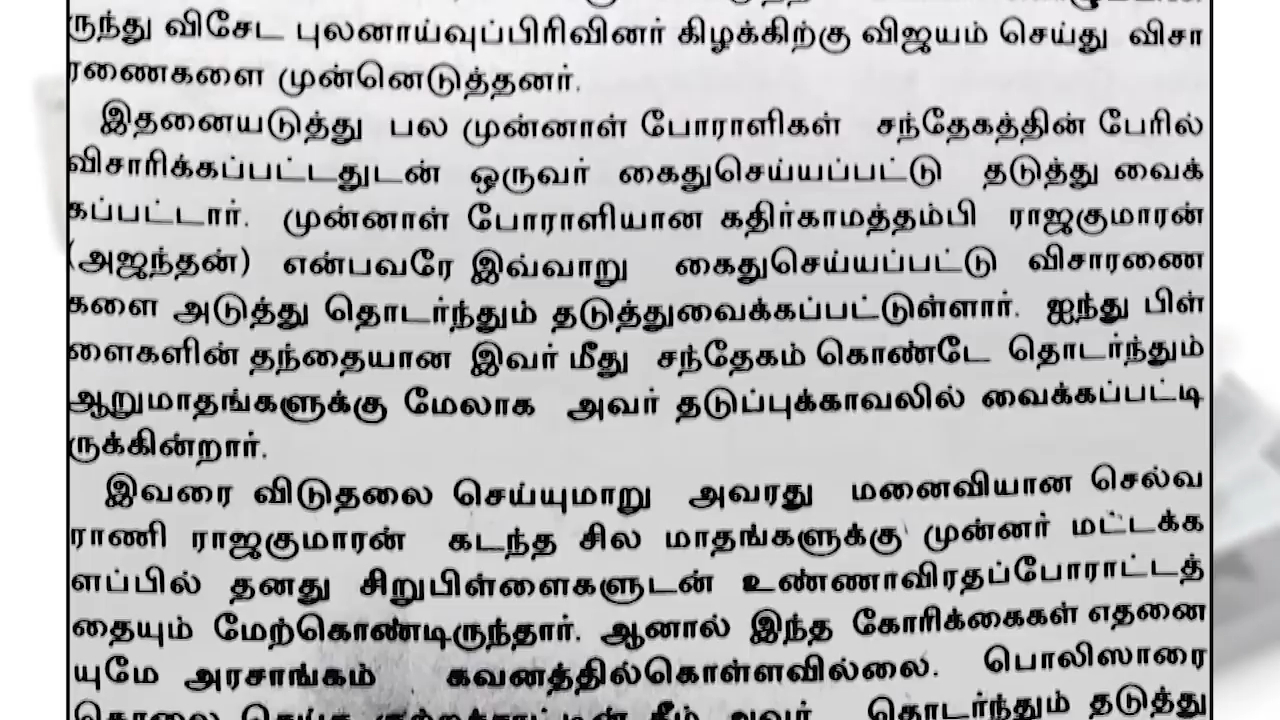 ருந்து விசேட புலனாய்வுப்பிரிவினர் கிழக்கிற்கு விஜயம் செய்து விசா
ரணைகளை முன்னெடுத்தனர்.
இதனையடுத்து பல முன்னாள் போராளிகள் சந்தேகத்தின் பேரில்
விசாரிக்கப்பட்டதுடன் ஒருவர் கைதுசெய்யப்பட்டு தடுத்து வைக்
கப்பட்டார். முன்னாள் போராளியான கதிர்காமத்தம்பி ராஜகுமாரன்
(அஜந்தன்) என்பவரே இவ்வாறு கைதுசெய்யப்பட்டு விசாரணை
களை அடுத்து தொடர்ந்தும் தடுத்துவைக்கப்பட்டுள்ளார். ஐந்து பிள்
ளைகளின் தந்தையான இவர் மீது சந்தேகம் கொண்டே தொடர்ந்தும்
ஆறுமாதங்களுக்கு மேலாக அவர் தடுப்புக்காவலில் வைக்கப்பட்டி
ருக்கின்றார்.
இவரை விடுதலை செய்யுமாறு அவரது மனைவியான செல்வ
ராணி ராஜகுமாரன் கடந்த சில மாதங்களுக்கு முன்னர் மட்டக்க
ளப்பில் தனது சிறுபிள்ளைகளுடன் உண்ணாவிரதப்போராட்டத்
தையும் மேற்கொண்டிருந்தார். ஆனால் இந்த கோரிக்கைகள் எதனை
யுமே அரசாங்கம் கவனத்தில்கொள்ளவில்லை. பொலிஸாரை
தொடர்ந்தும் தடுத்து